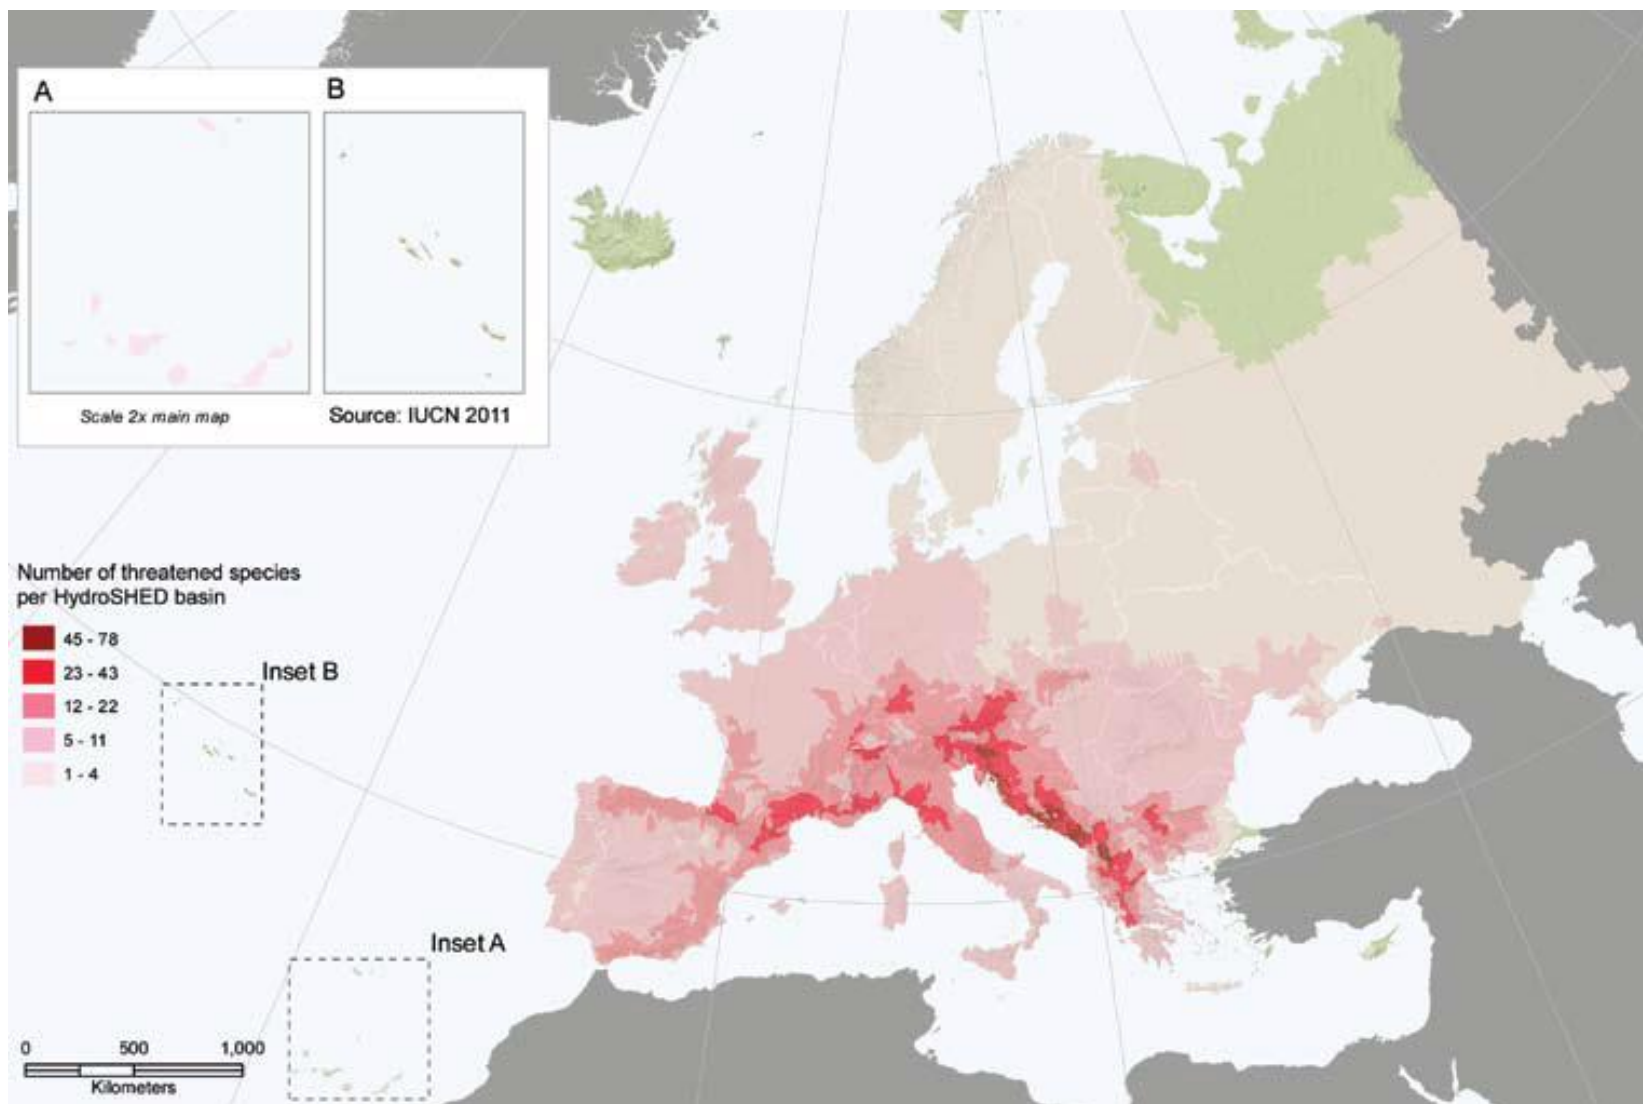 A
B
Scale 2x main map
Source: IUCN 2011
Number of threatened species
per HydroSHED basin
45 - 78
23 - 43
12 - 22
5 - 11
1 - 4
Inset B
Inset A
0 500 1,000
Kilometers